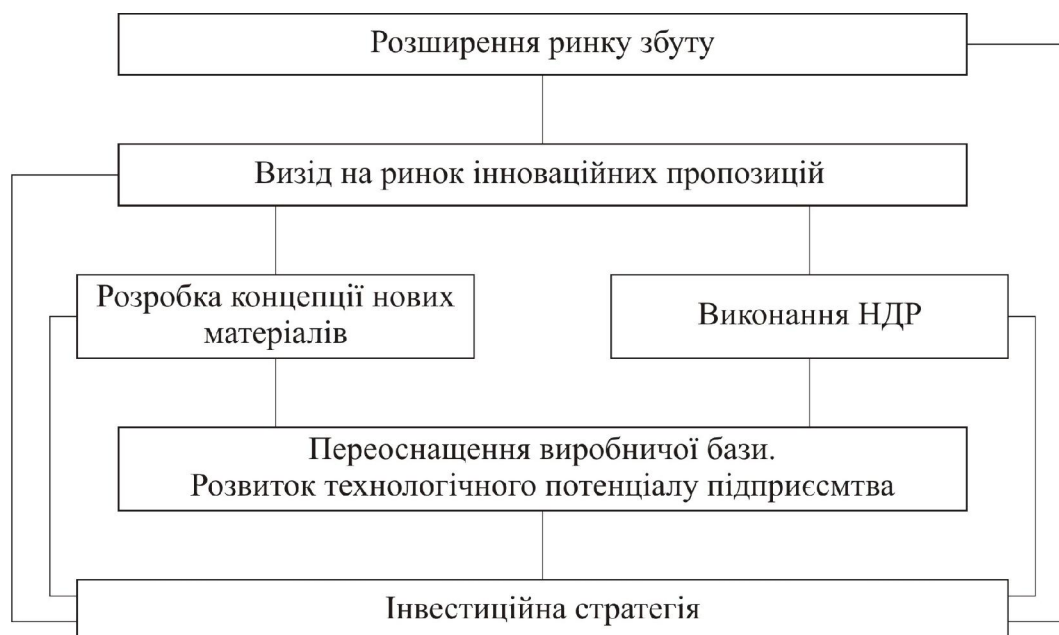 Розширення ринку збуту
Визід на ринок інноваційних пропозицій
Розробка концепції нових
матеріалів
Виконання НДР
Переоснащення виробничої бази.
Розвиток технологічного потенціалу підприєсмтва
Інвестиційна стратегія